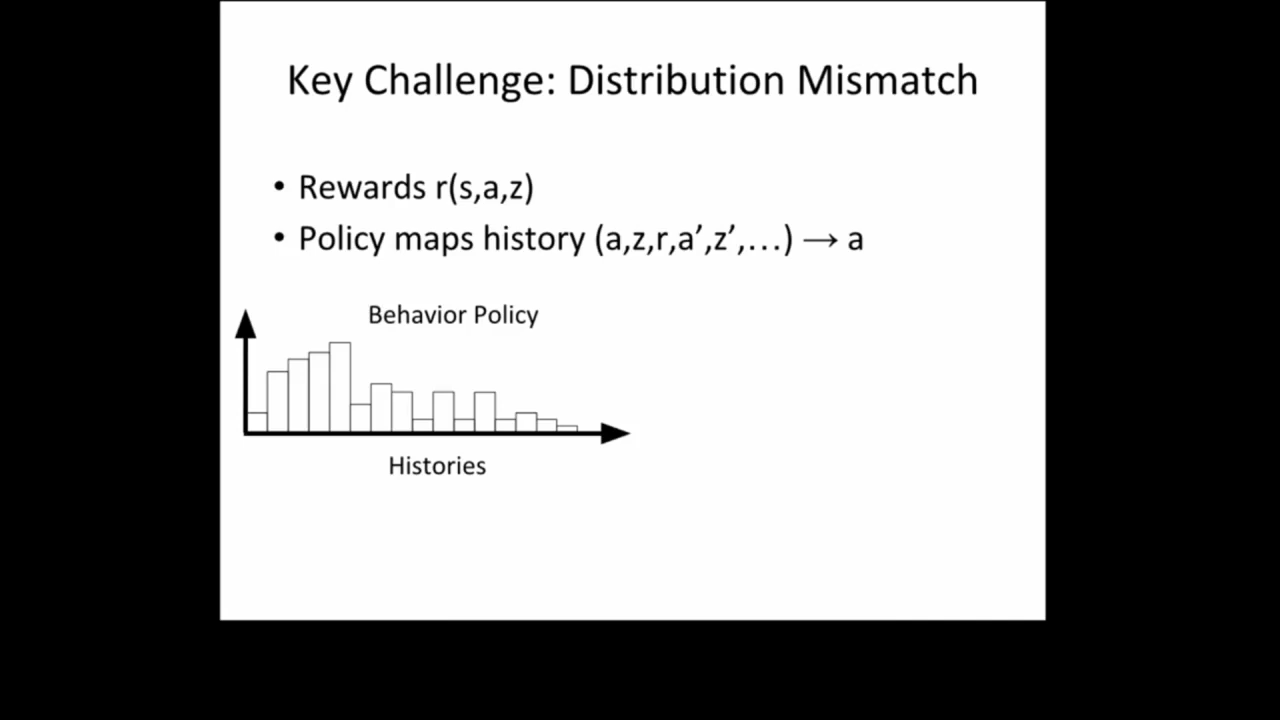 Key Challenge: Distribution Mismatch
• Rewards r(s,a,z)
• Policy maps history (a,z,r,a’,z’,…) → a
Behavior Policy
Histories